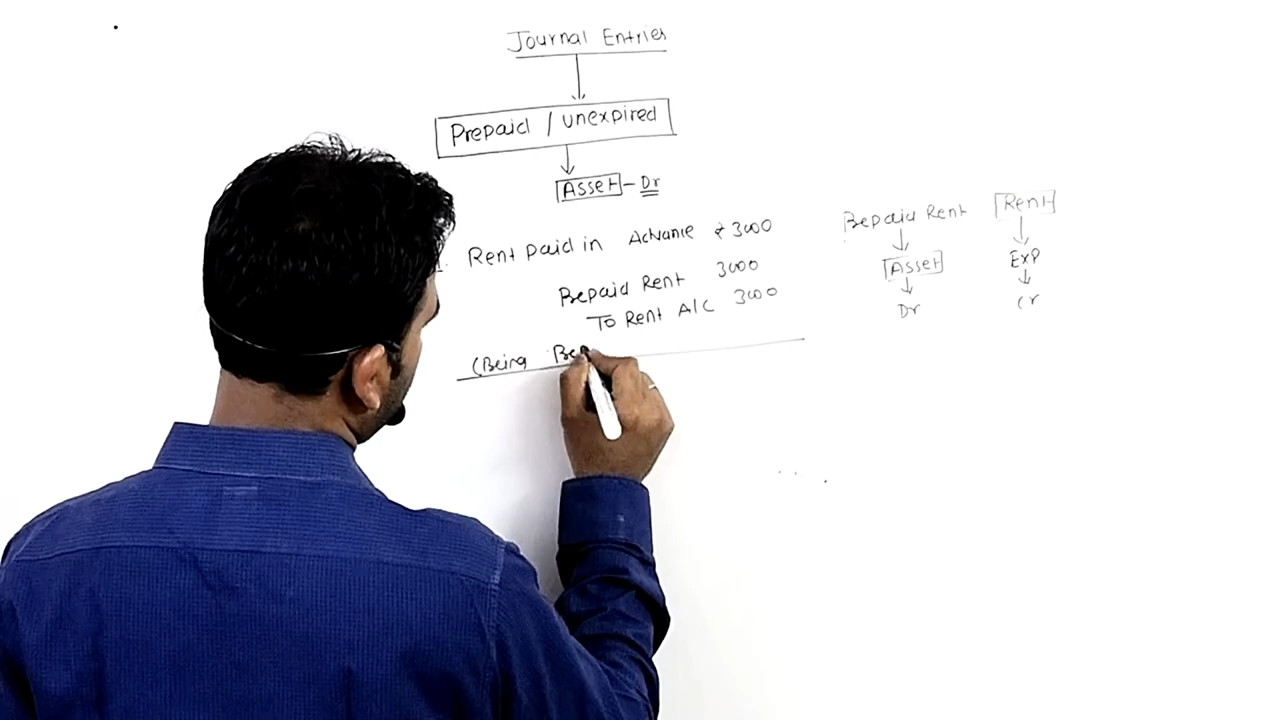 Journal Entries
Prepaid / unexpired
Asset - Dr
Rent paid in Advance ₹ 3000
Prepaid Rent 3000
To Rent A/C 3000
(Being Prep
Prepaid Rent
Asset
Dr
Rent
Exp
Cr